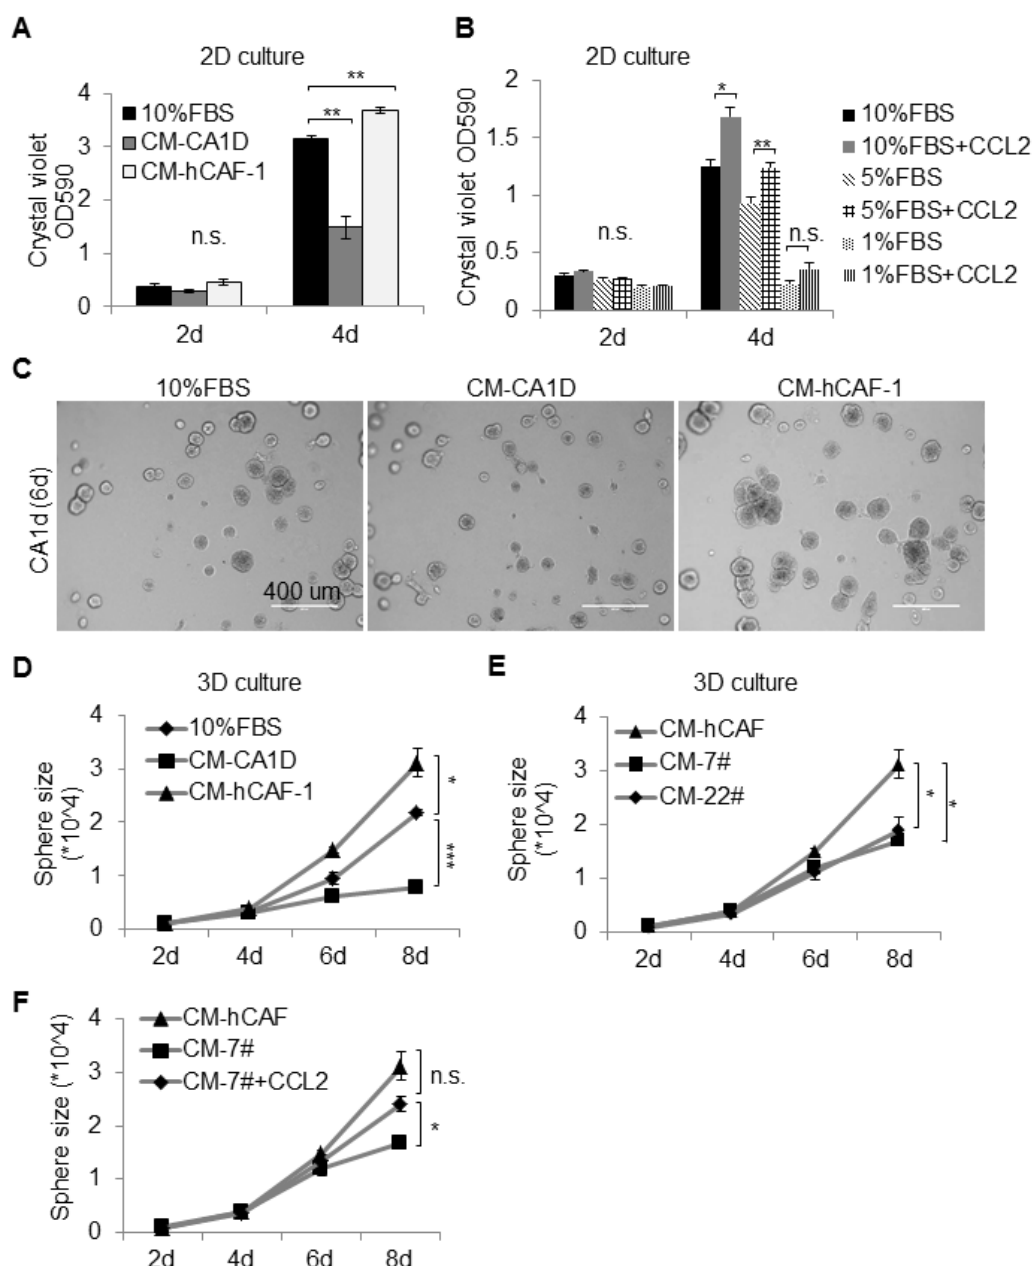 A
2D culture
Crystal violet
OD590
4
3
2
1
0
10%FBS
CM-CA1D
CM-hCAF-1
**
**
n.s.
2d
4d
B
2D culture
Crystal violet OD590
2
1.5
1
0.5
0
*
**
n.s.
n.s.
2d
4d
10%FBS
10%FBS+CCL2
5%FBS
5%FBS+CCL2
1%FBS
1%FBS+CCL2
C
10%FBS
CM-CA1D
CM-hCAF-1
CA1d (6d)
400 um
D
3D culture
Sphere size
(*10^4)
4
3
2
1
0
10%FBS
CM-CA1D
CM-hCAF-1
*
***
2d
4d
6d
8d
E
3D culture
Sphere size
(*10^4)
4
3
2
1
0
CM-hCAF
CM-7#
CM-22#
*
*
2d
4d
6d
8d
F
Sphere size (*10^4)
4
3
2
1
0
CM-hCAF
CM-7#
CM-7#+CCL2
n.s.
*
2d
4d
6d
8d